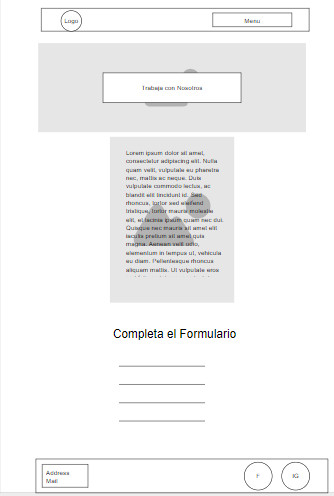 Logo
Menu
Trabaje con Nosotros
Lorem ipsum dolor sit amet,
consectetur adipiscing elit. Nulla
quam velit, vulputate eu pharetra
nec, mattis ac neque. Duis
vulputate commodo lectus, ac
blandit elit tincidunt id. Sed
rhoncus, tortor sed eleifend
tristique, tortor mauris molestie
elit, et lacinia ipsum quam nec dui.
Quisque nec mauris sit amet elit
iaculis pretium sit amet quis
magna. Aenean velit odio,
elementum in tempus ut, vehicula
eu diam. Pellentesque rhoncus
aliquam mattis. Ut vulputate eros
Completa el Formulario
Address
Mail
F
IG